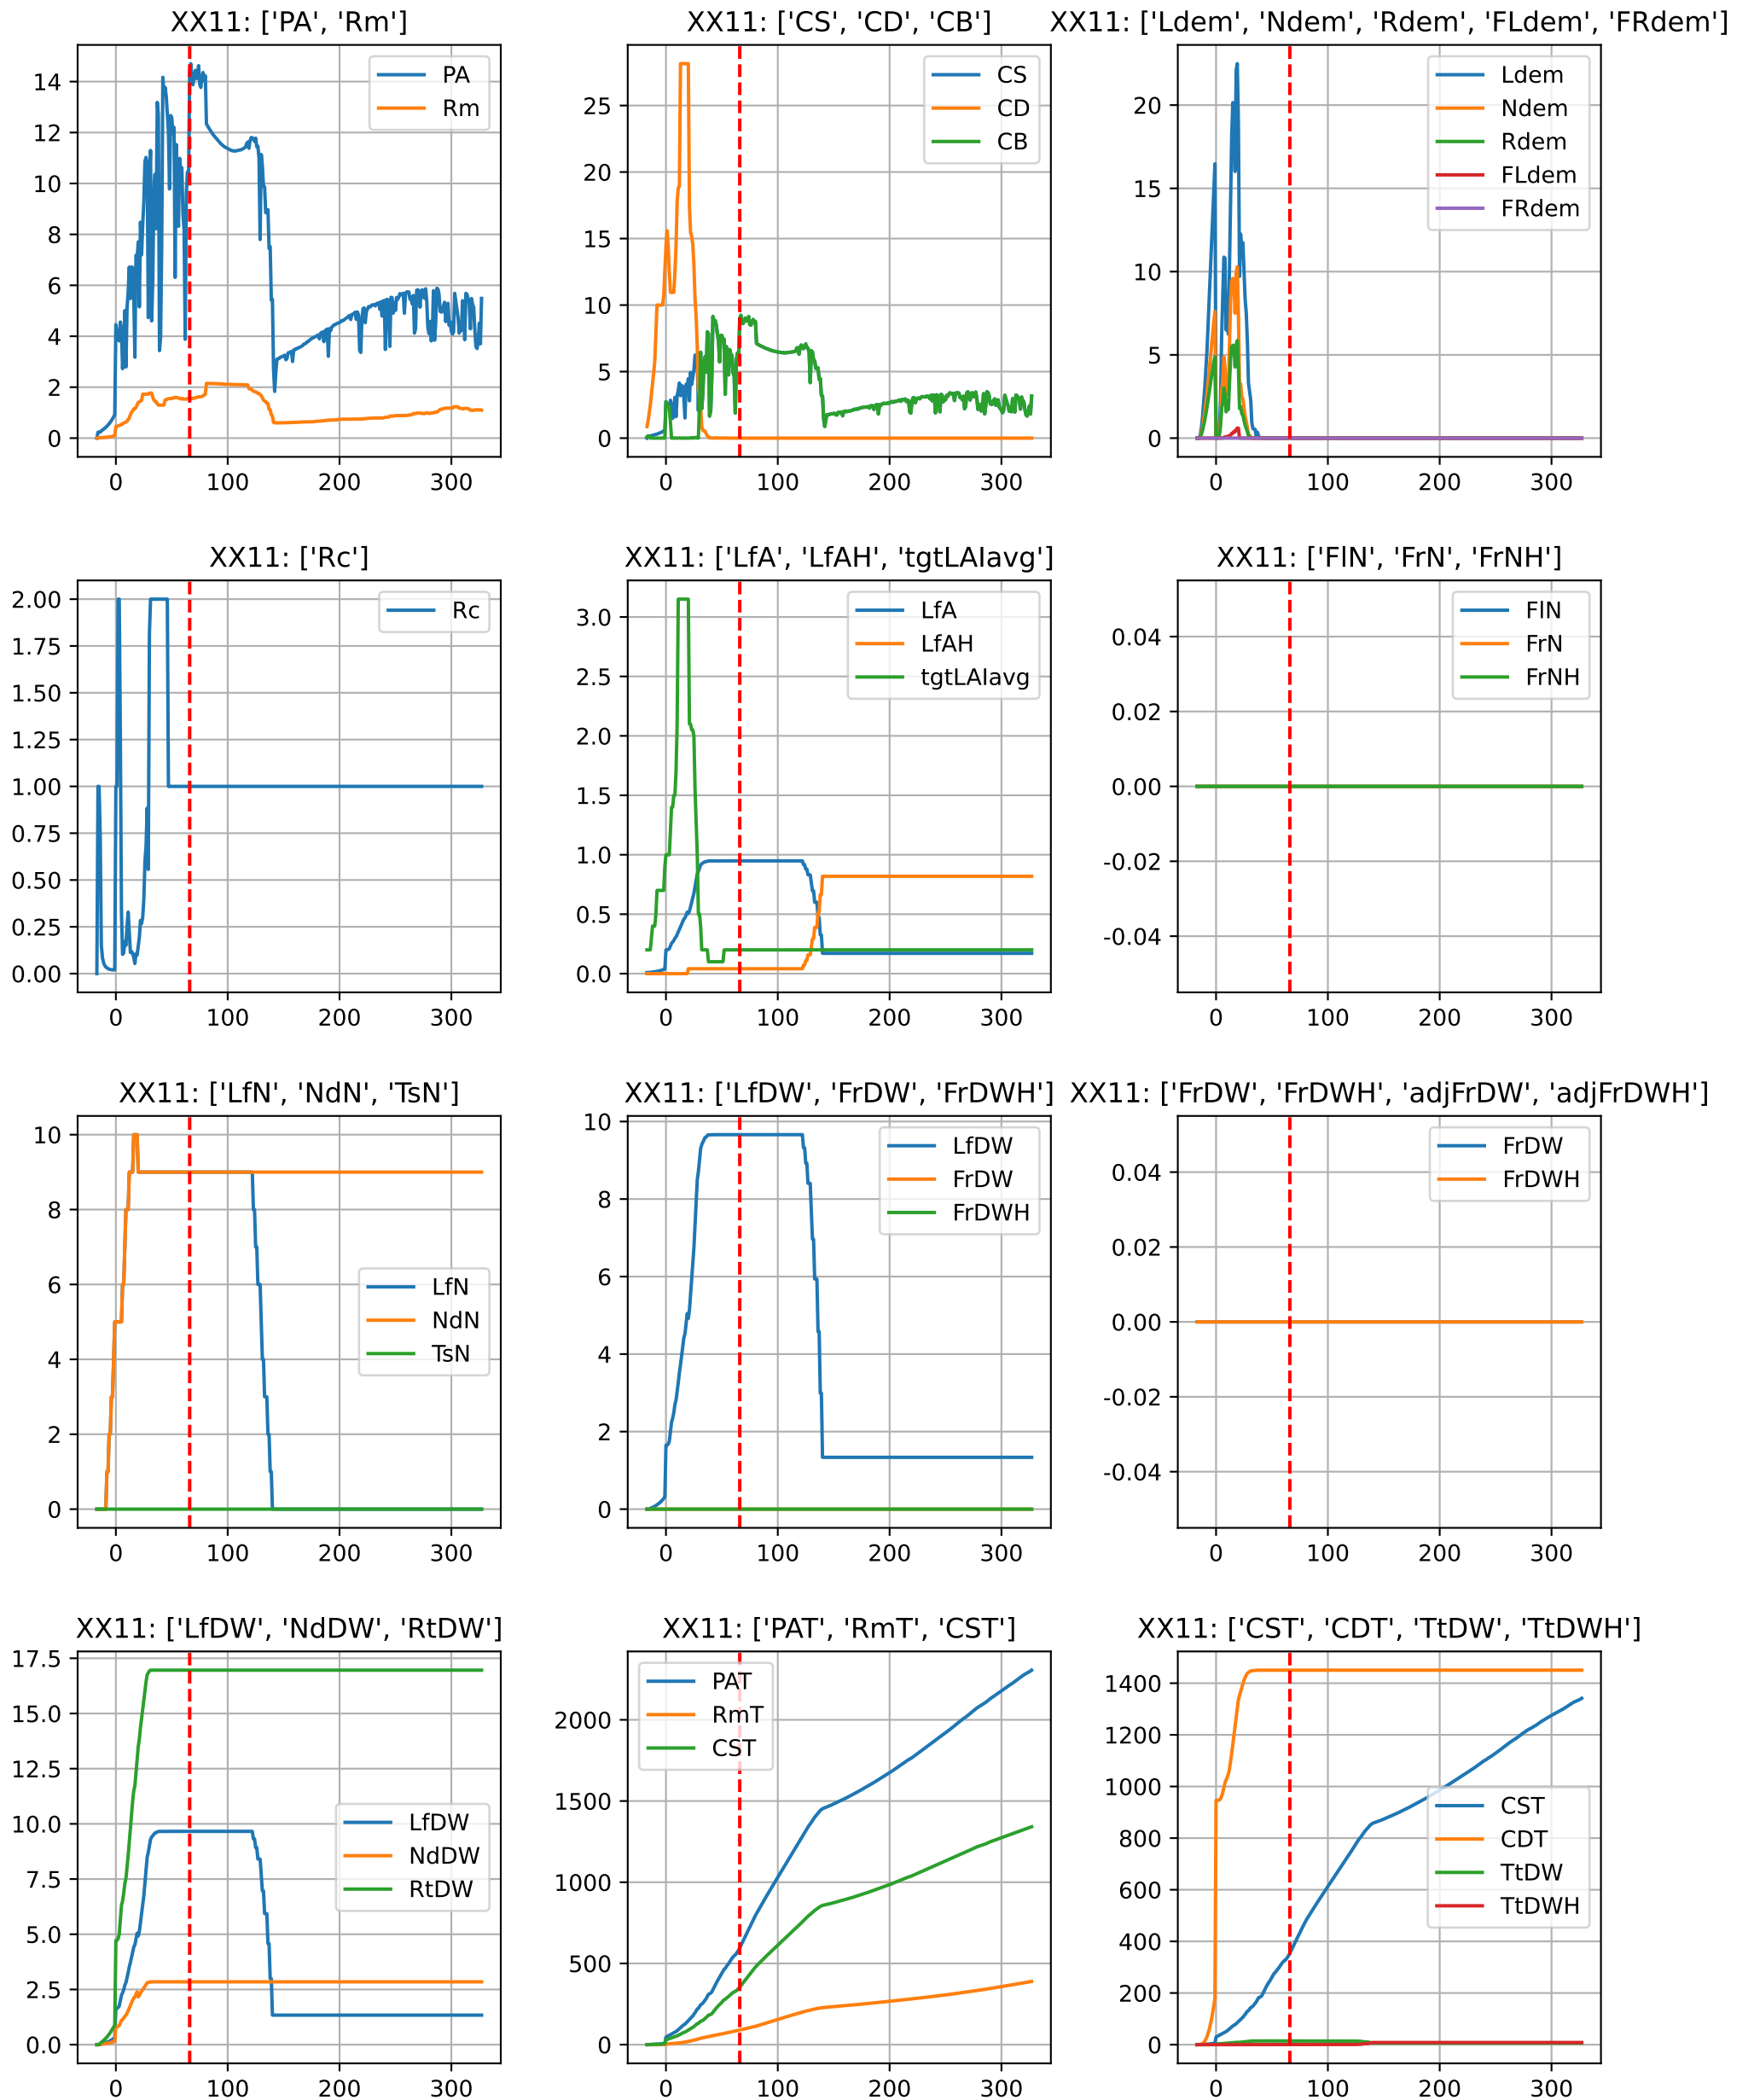 XX11: ['PA', 'Rm']
14
12
10
8
6
4
2
0
0 100 200 300
PA
Rm
XX11: ['CS', 'CD', 'CB']
25
20
15
10
5
0
0 100 200 300
CS
CD
CB
XX11: ['Ldem', 'Ndem', 'Rdem', 'FLdem', 'FRdem']
20
15
10
5
0
0 100 200 300
Ldem
Ndem
Rdem
FLdem
FRdem
XX11: ['Rc']
2.00
1.75
1.50
1.25
1.00
0.75
0.50
0.25
0.00
0 100 200 300
Rc
XX11: ['LfA', 'LfAH', 'tgtLAIavg']
3.0
2.5
2.0
1.5
1.0
0.5
0.0
0 100 200 300
LfA
LfAH
tgtLAIavg
XX11: ['FlN', 'FrN', 'FrNH']
0.04
0.02
0.00
-0.02
-0.04
0 100 200 300
FlN
FrN
FrNH
XX11: ['LfN', 'NdN', 'TsN']
10
8
6
4
2
0
0 100 200 300
LfN
NdN
TsN
XX11: ['LfDW', 'FrDW', 'FrDWH']
10
8
6
4
2
0
0 100 200 300
LfDW
FrDW
FrDWH
XX11: ['FrDW', 'FrDWH', 'adjFrDW', 'adjFrDWH']
0.04
0.02
0.00
-0.02
-0.04
0 100 200 300
FrDW
FrDWH
XX11: ['LfDW', 'NdDW', 'RtDW']
17.5
15.0
12.5
10.0
7.5
5.0
2.5
0.0
0 100 200 300
LfDW
NdDW
RtDW
XX11: ['PAT', 'RmT', 'CST']
2000
1500
1000
500
0
0 100 200 300
PAT
RmT
CST
XX11: ['CST', 'CDT', 'TtDW', 'TtDWH']
1400
1200
1000
800
600
400
200
0
0 100 200 300
CST
CDT
TtDW
TtDWH